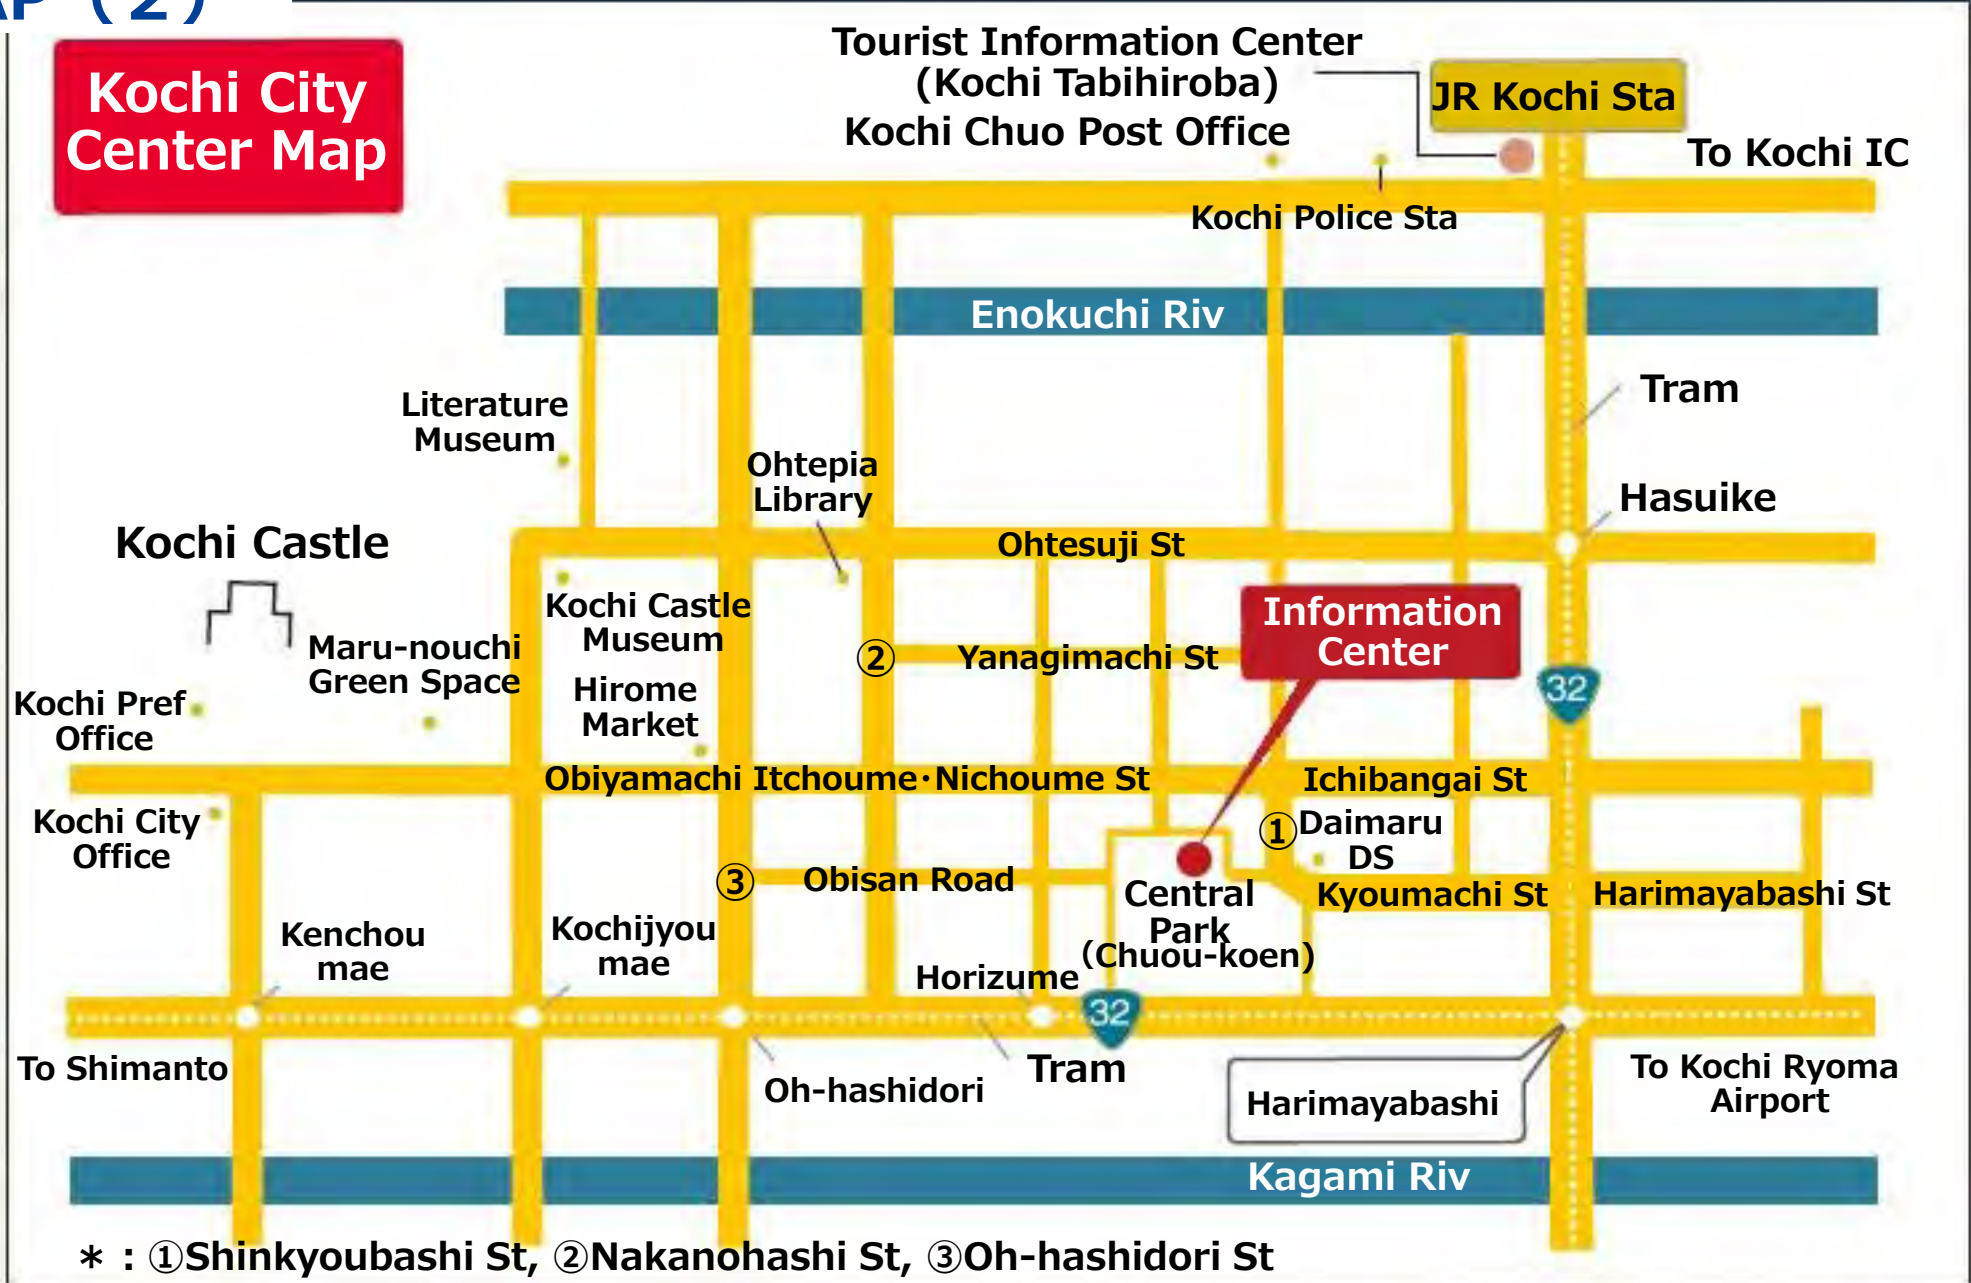 AP（2）
Kochi City
Center Map
Tourist Information Center
(Kochi Tabihiroba)
Kochi Chuo Post Office
JR Kochi Sta
To Kochi IC
Kochi Police Sta
Enokuchi Riv
Tram
Literature
Museum
Ohtepia
Library
Hasuike
Kochi Castle
Ohtesuji St
Kochi Castle
Museum
Information
Center
Maru-nouchi
Green Space
②
Yanagimachi St
32
Kochi Pref
Office
Hirome
Market
Obiyamachi Itchoume・Nichoume St
Ichibangai St
Kochi City
Office
①
Daimaru
DS
③
Obisan Road
Central
Park
(Chuou-koen)
Kyoumachi St
Harimayabashi St
Kenchou
mae
Kochijyou
mae
Horizume
32
To Shimanto
Oh-hashidori
Tram
Harimayabashi
To Kochi Ryoma
Airport
Kagami Riv
＊：①Shinkyoubashi St, ②Nakanohashi St, ③Oh-hashidori St